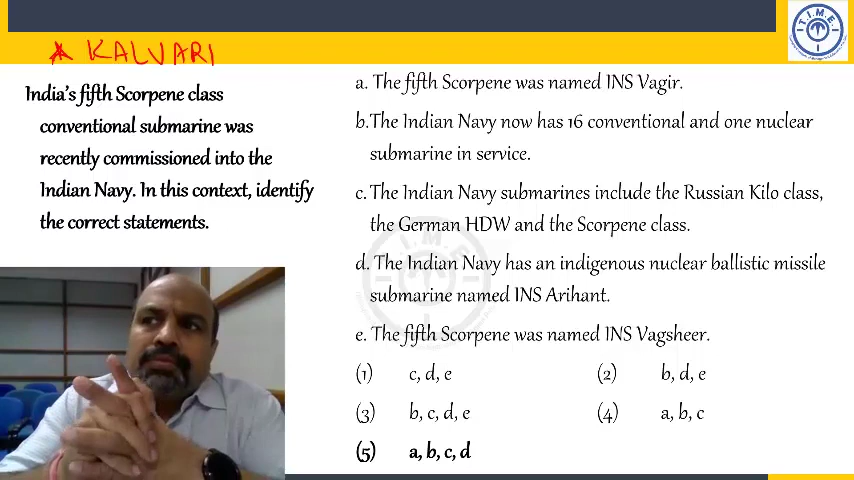 T.I.M.E.
★ KALVARI
India's fifth Scorpene class
conventional submarine was
recently commissioned into the
Indian Navy. In this context, identify
the correct statements.
a. The fifth Scorpene was named INS Vagir.
b.The Indian Navy now has 16 conventional and one nuclear
submarine in service.
c. The Indian Navy submarines include the Russian Kilo class,
the German HDW and the Scorpene class.
d. The Indian Navy has an indigenous nuclear ballistic missile
submarine named INS Arihant.
e. The fifth Scorpene was named INS Vagsheer.
(1) c, d, e
(2) b, d, e
(3) b, c, d, e
(4) a, b, c
(5) a, b, c, d